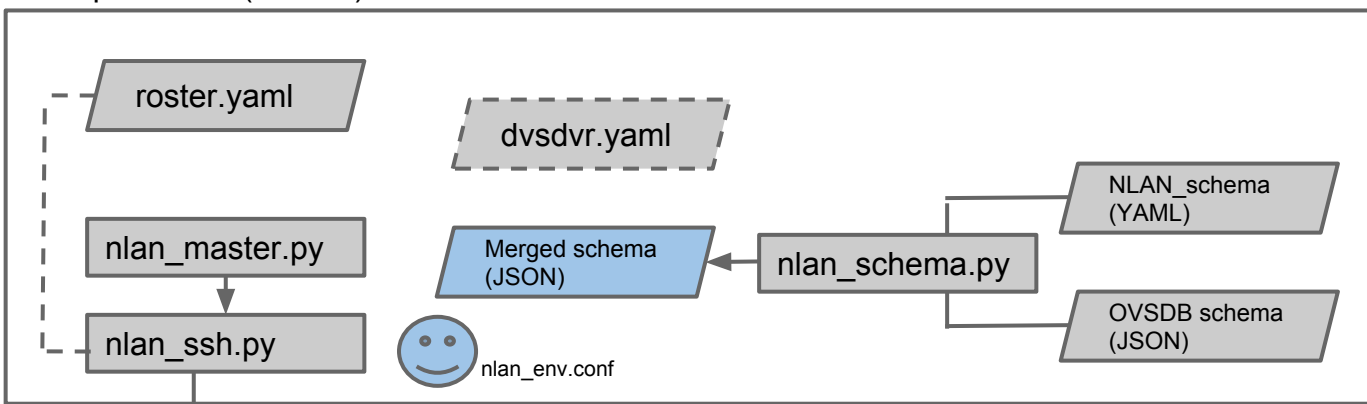 roster.yaml
dvsdvr.yaml
NLAN_schema
(YAML)
nlan_master.py
Merged schema
(JSON)
nlan_schema.py
OVSDB schema
(JSON)
nlan_ssh.py
nlan_env.conf